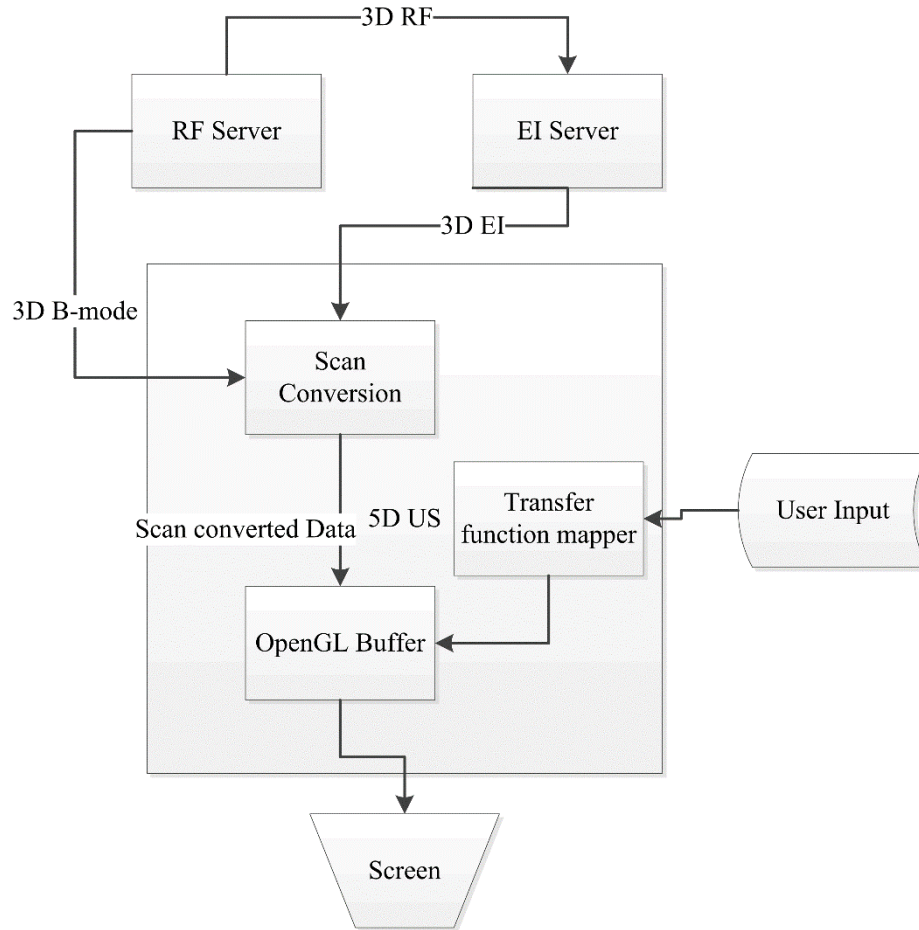 3D RF
RF Server
EI Server
3D EI
3D B-mode
Scan
Conversion
Scan converted Data
5D US
Transfer
function mapper
User Input
OpenGL Buffer
Screen